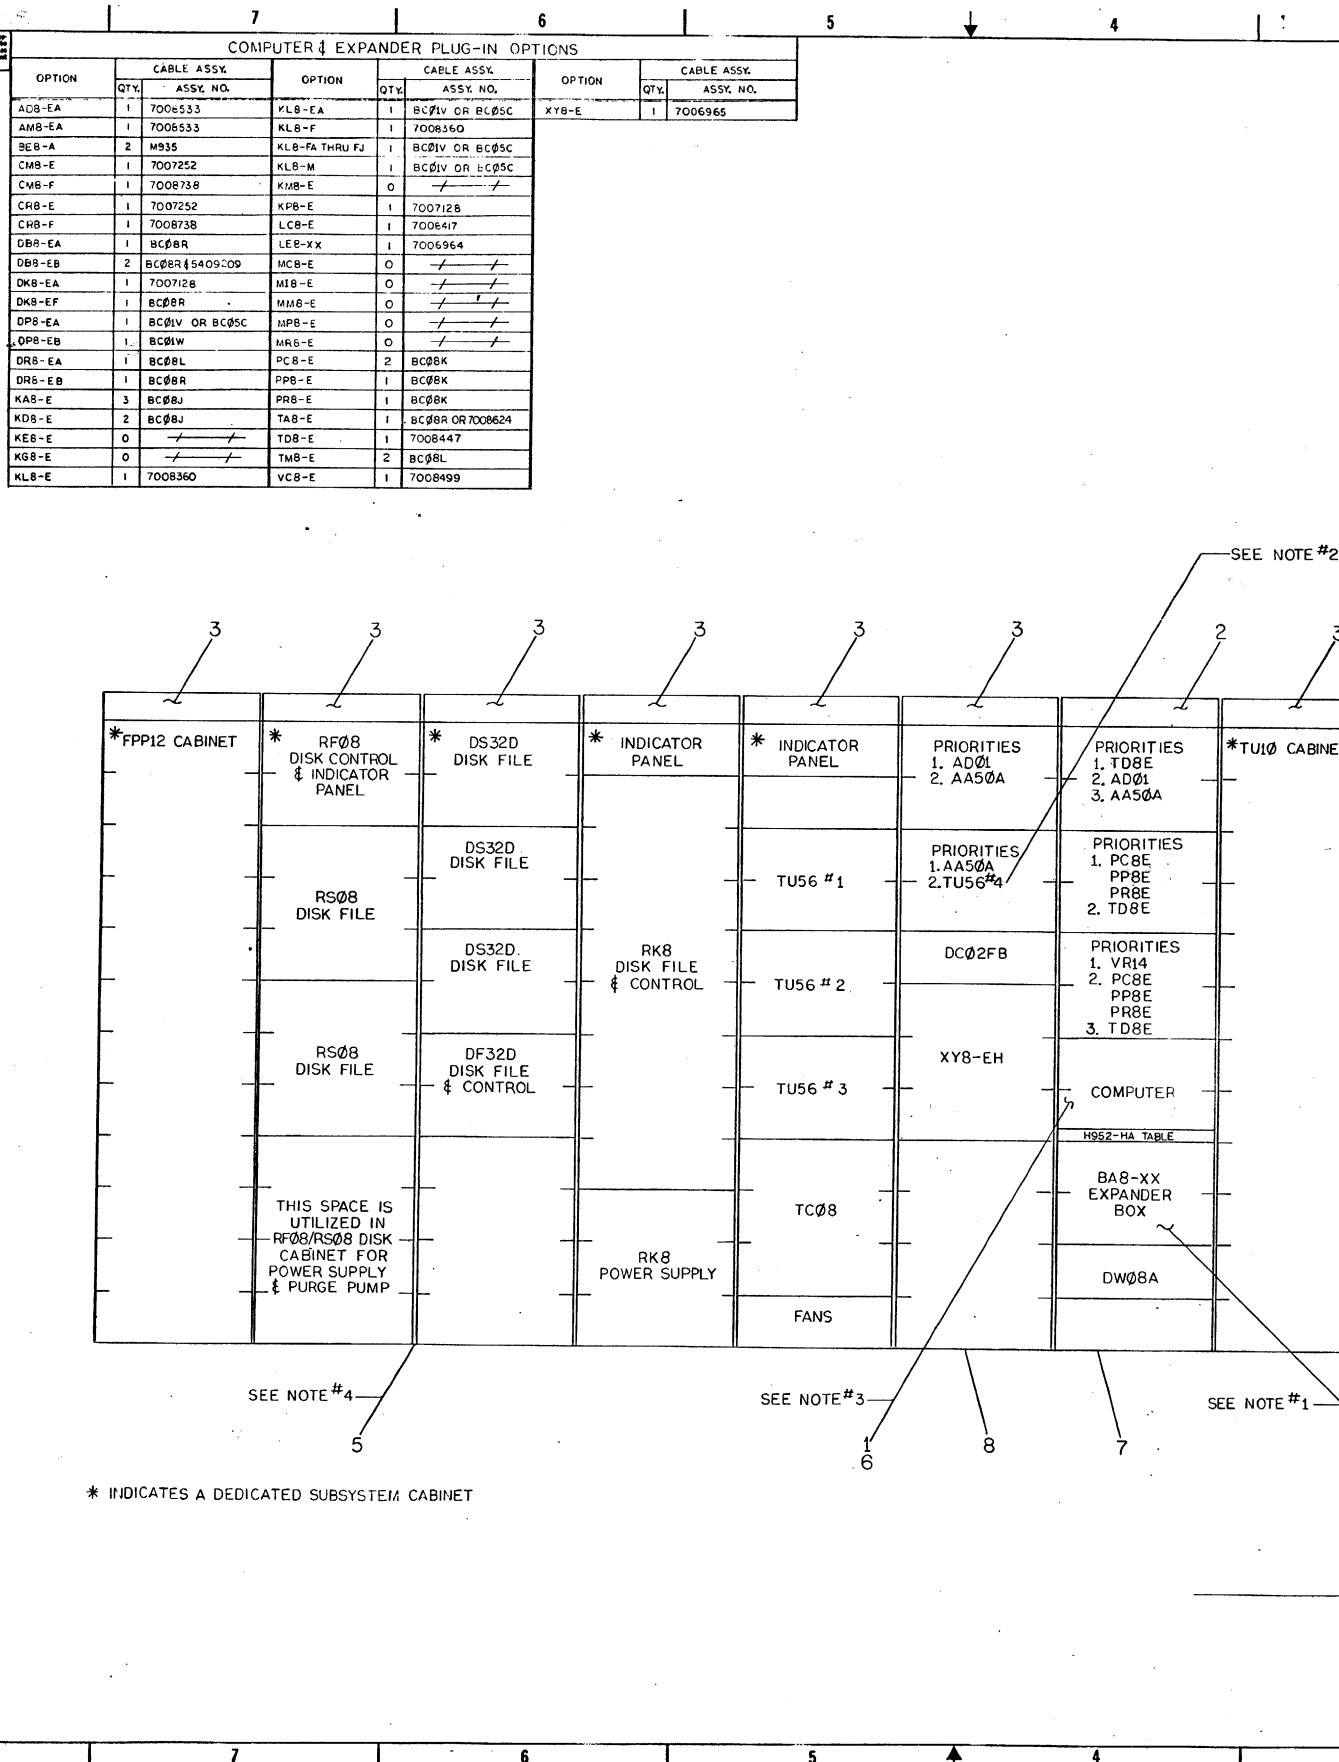 7 6 5 4
COMPUTER & EXPANDER PLUG-IN OPTIONS
OPTION CABLE ASSY. OPTION CABLE ASSY. OPTION CABLE ASSY.
QTY. ASSY. NO. QTY. ASSY. NO. QTY. ASSY. NO.
AD8-EA 1 7006533 KL8-EA 1 BCØ1V OR BCØ5C XY8-E 1 7006965
AM8-EA 1 7006533 KL8-F 1 7008360
BE8-A 2 M935 KL8-FA THRU FJ 1 BCØ1V OR BCØ5C
CM8-E 1 7007252 KL8-M 1 BCØ1V OR BCØ5C
CM8-F 1 7008738 KM8-E 0
CR8-E 1 7007252 KP8-E 1 7007128
CR8-F 1 7008738 LC8-E 1 7006417
DB8-EA 1 BCØ8R LE8-XX 1 7006964
DB8-EB 2 BCØ8R & 5409209 MC8-E 0
DK8-EA 1 7007128 MI8-E 0
DK8-EF 1 BCØ8R MM8-E 0
DP8-EA 1 BCØ1V OR BCØ5C MP8-E 0
DP8-EB 1 BCØ1W MR8-E 0
DR8-EA 1 BCØ8L PC8-E 2 BCØ8K
DR8-EB 1 BCØ8R PP8-E 1 BCØ8K
KA8-E 3 BCØ8J PR8-E 1 BCØ8K
KD8-E 2 BCØ8J TA8-E 1 BCØ8R OR 7008624
KE8-E 0 TD8-E 1 7008447
KG8-E 0 TM8-E 2 BCØ8L
KL8-E 1 7008360 VC8-E 1 7008499
SEE NOTE #2
3 3 3 3 3 3 2 3
* FPP12 CABINET
* RFØ8
DISK CONTROL
& INDICATOR
PANEL
RSØ8
DISK FILE
RSØ8
DISK FILE
THIS SPACE IS
UTILIZED IN
RFØ8/RSØ8 DISK
CABINET FOR
POWER SUPPLY
& PURGE PUMP
* DS32D
DISK FILE
DS32D
DISK FILE
DS32D
DISK FILE
DF32D
DISK FILE
& CONTROL
* INDICATOR
PANEL
RK8
DISK FILE
& CONTROL
RK8
POWER SUPPLY
* INDICATOR
PANEL
TU56 #1
TU56 #2
TU56 #3
TCØ8
FANS
PRIORITIES
1. ADØ1
2. AA5ØA
PRIORITIES
1. AA5ØA
2. TU56#4
DCØ2FB
XY8-EH
PRIORITIES
1. TD8E
2. ADØ1
3. AA5ØA
PRIORITIES
1. PC8E
PP8E
PR8E
2. TD8E
PRIORITIES
1. VR14
2. PC8E
PP8E
PR8E
3. TD8E
COMPUTER
H952-HA TABLE
BA8-XX
EXPANDER
BOX
DWØ8A
* TU1Ø CABINE
SEE NOTE #4
5
SEE NOTE #3
1
6
8
7
SEE NOTE #1
* INDICATES A DEDICATED SUBSYSTEM CABINET
7 6 5 4